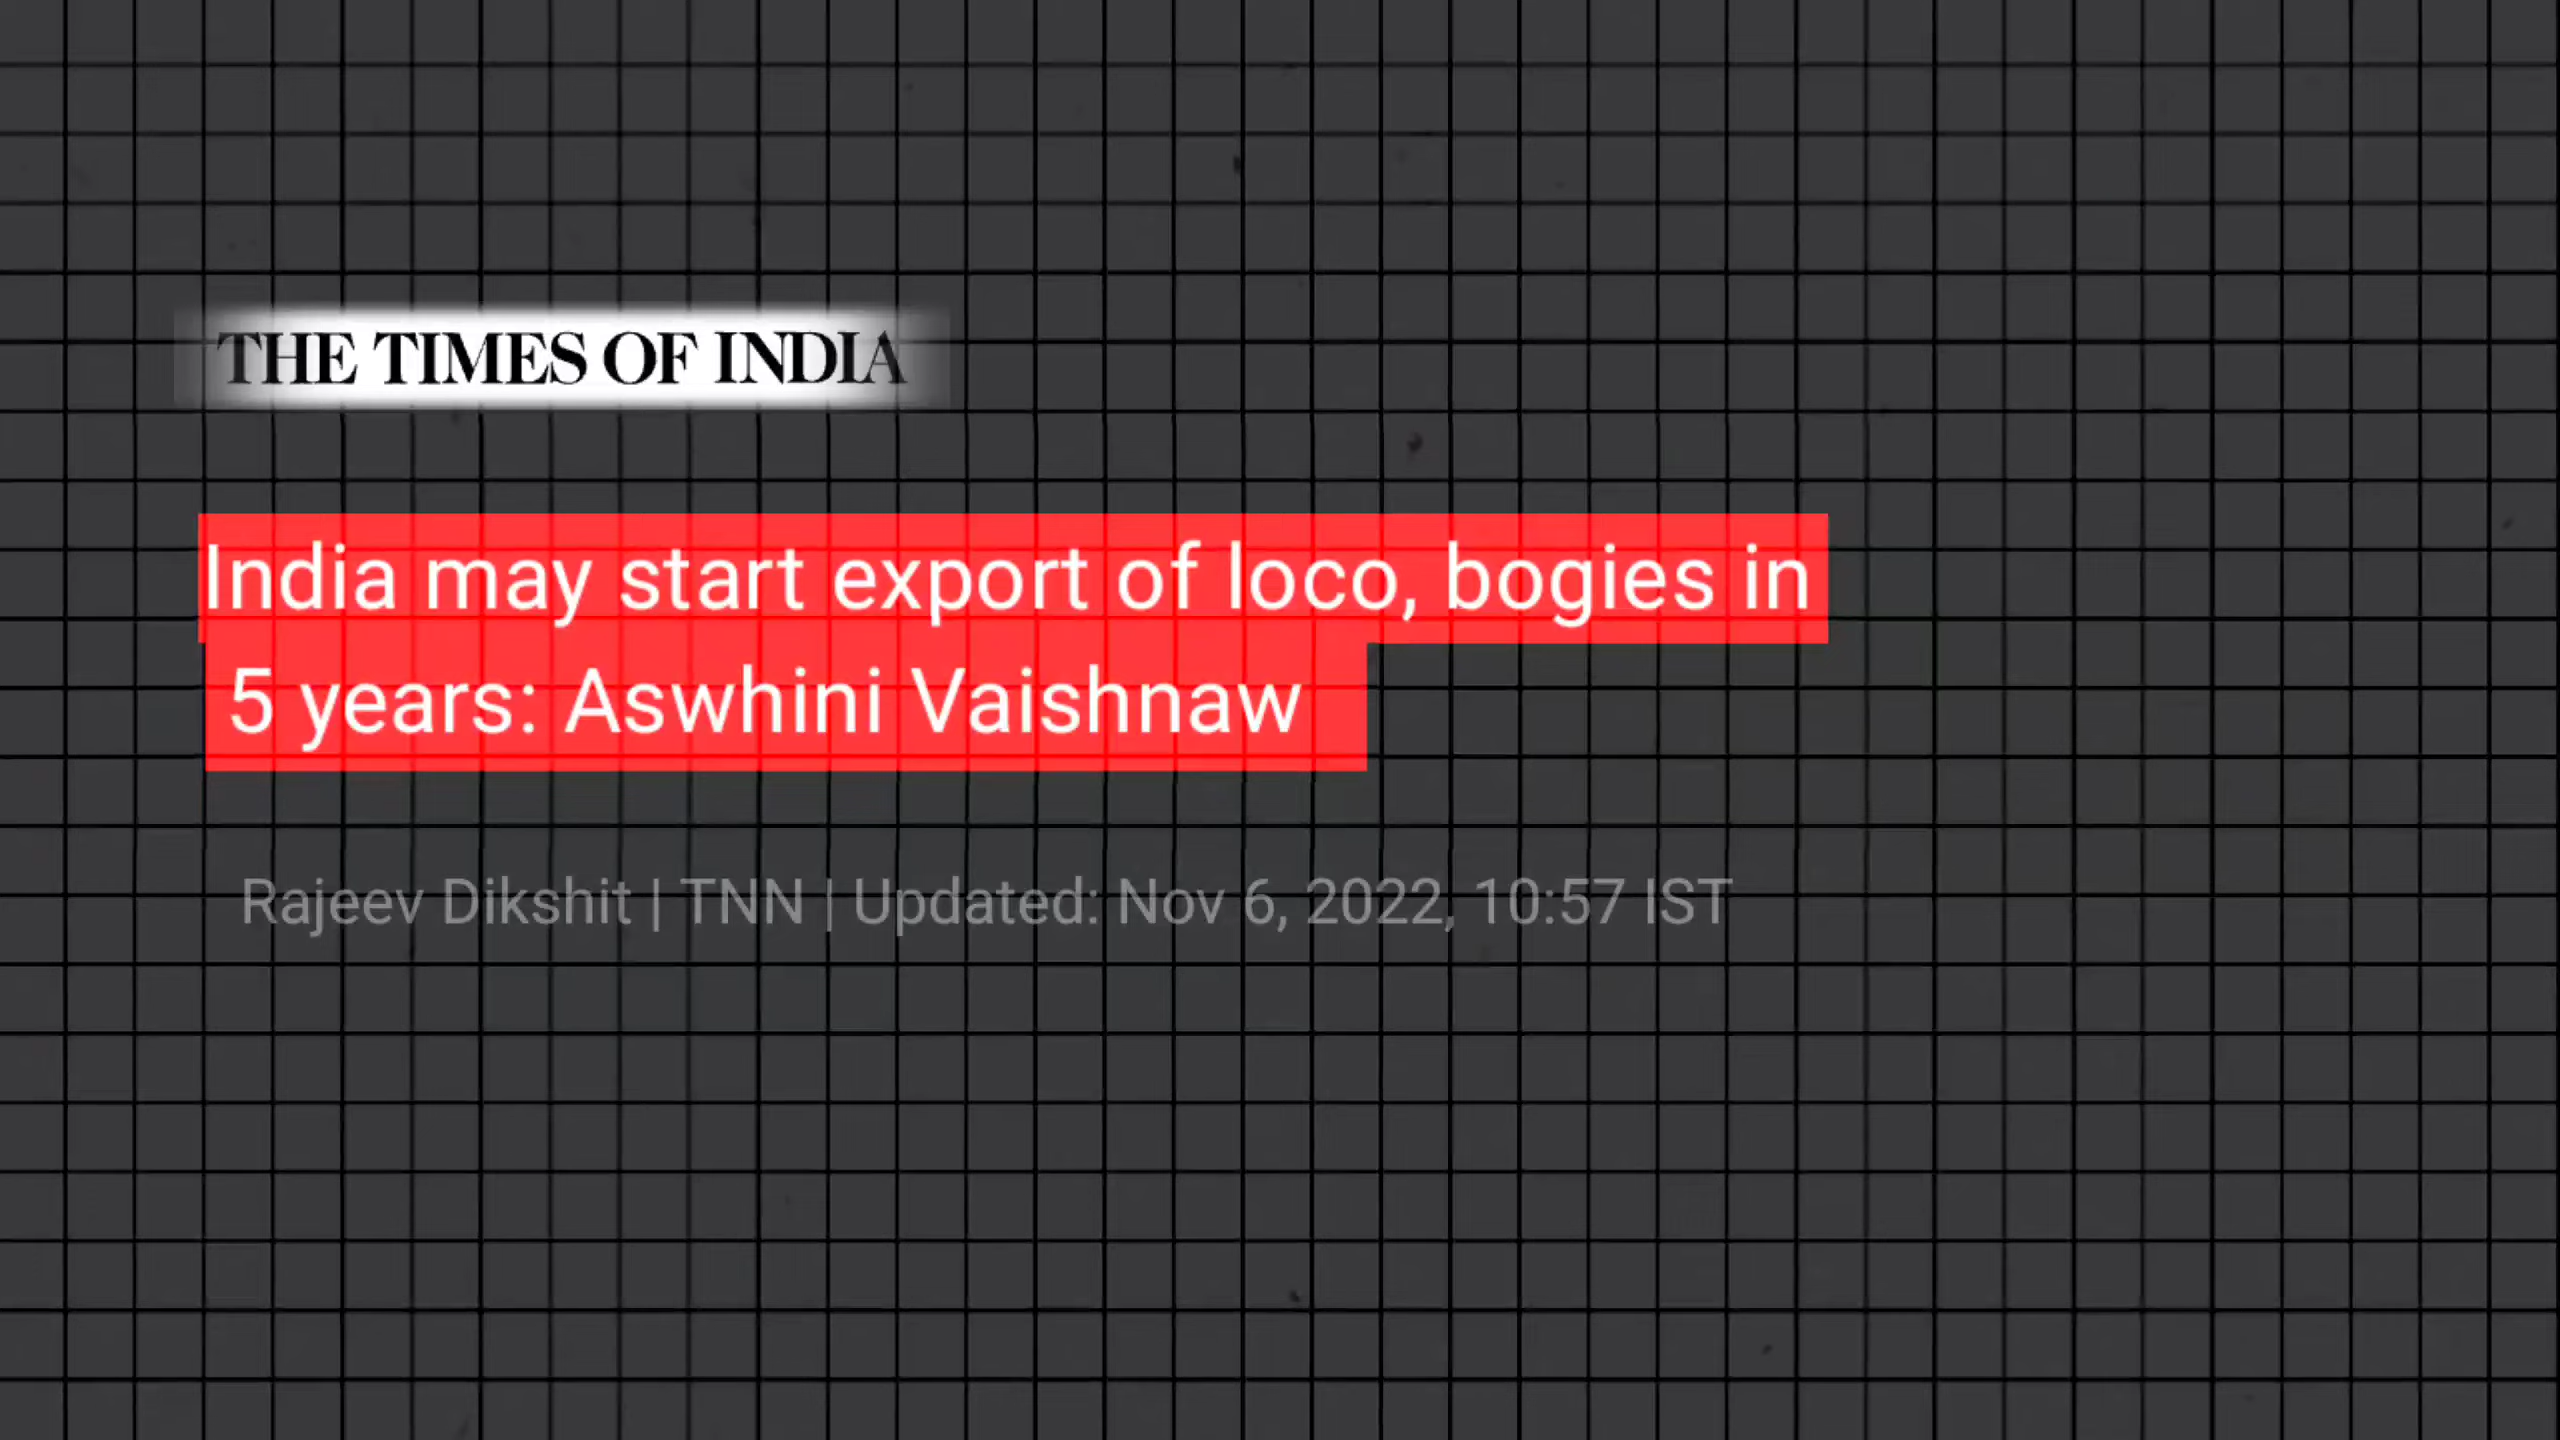 THE TIMES OF INDIA
India may start export of loco, bogies in
5 years: Aswhini Vaishnaw
Rajeev Dikshit | TNN | Updated: Nov 6, 2022, 10:57 IST